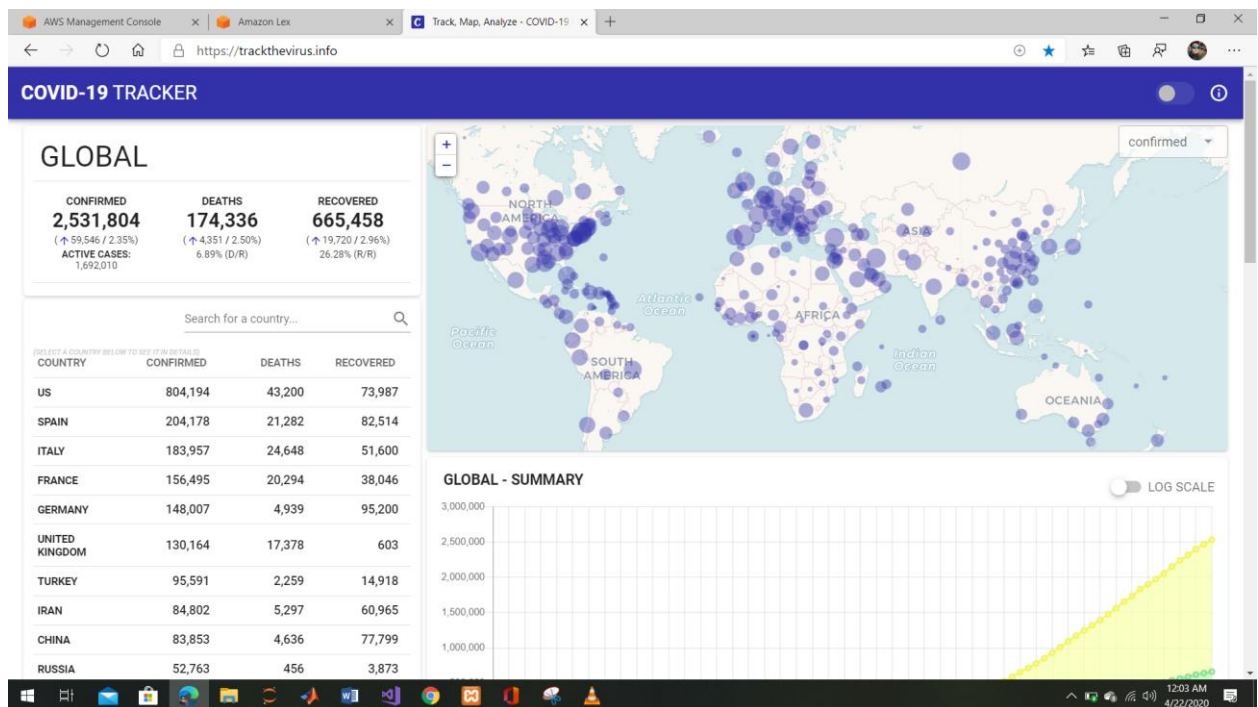 AWS Management Console
Amazon Lex
Track, Map, Analyze - COVID-19
https://trackthevirus.info
COVID-19 TRACKER
GLOBAL
CONFIRMED DEATHS RECOVERED
2,531,804 174,336 665,458
(↑ 59,546 / 2.35%) (↑ 4,351 / 2.50%) (↑ 19,720 / 2.96%)
ACTIVE CASES: 6.89% (D/R) 26.28% (R/R)
1,692,010
Search for a country...
(SELECT A COUNTRY BELOW TO SEE IT IN DETAILS)
COUNTRY CONFIRMED DEATHS RECOVERED
US 804,194 43,200 73,987
SPAIN 204,178 21,282 82,514
ITALY 183,957 24,648 51,600
FRANCE 156,495 20,294 38,046
GERMANY 148,007 4,939 95,200
UNITED
KINGDOM 130,164 17,378 603
TURKEY 95,591 2,259 14,918
IRAN 84,802 5,297 60,965
CHINA 83,853 4,636 77,799
RUSSIA 52,763 456 3,873
+
−
confirmed
NORTH
AMERICA
ASIA
Atlantic
Ocean
AFRICA
Pacific
Ocean
SOUTH
AMERICA
Indian
Ocean
OCEANIA
GLOBAL - SUMMARY
LOG SCALE
3,000,000
2,500,000
2,000,000
1,500,000
1,000,000
12:03 AM
4/22/2020